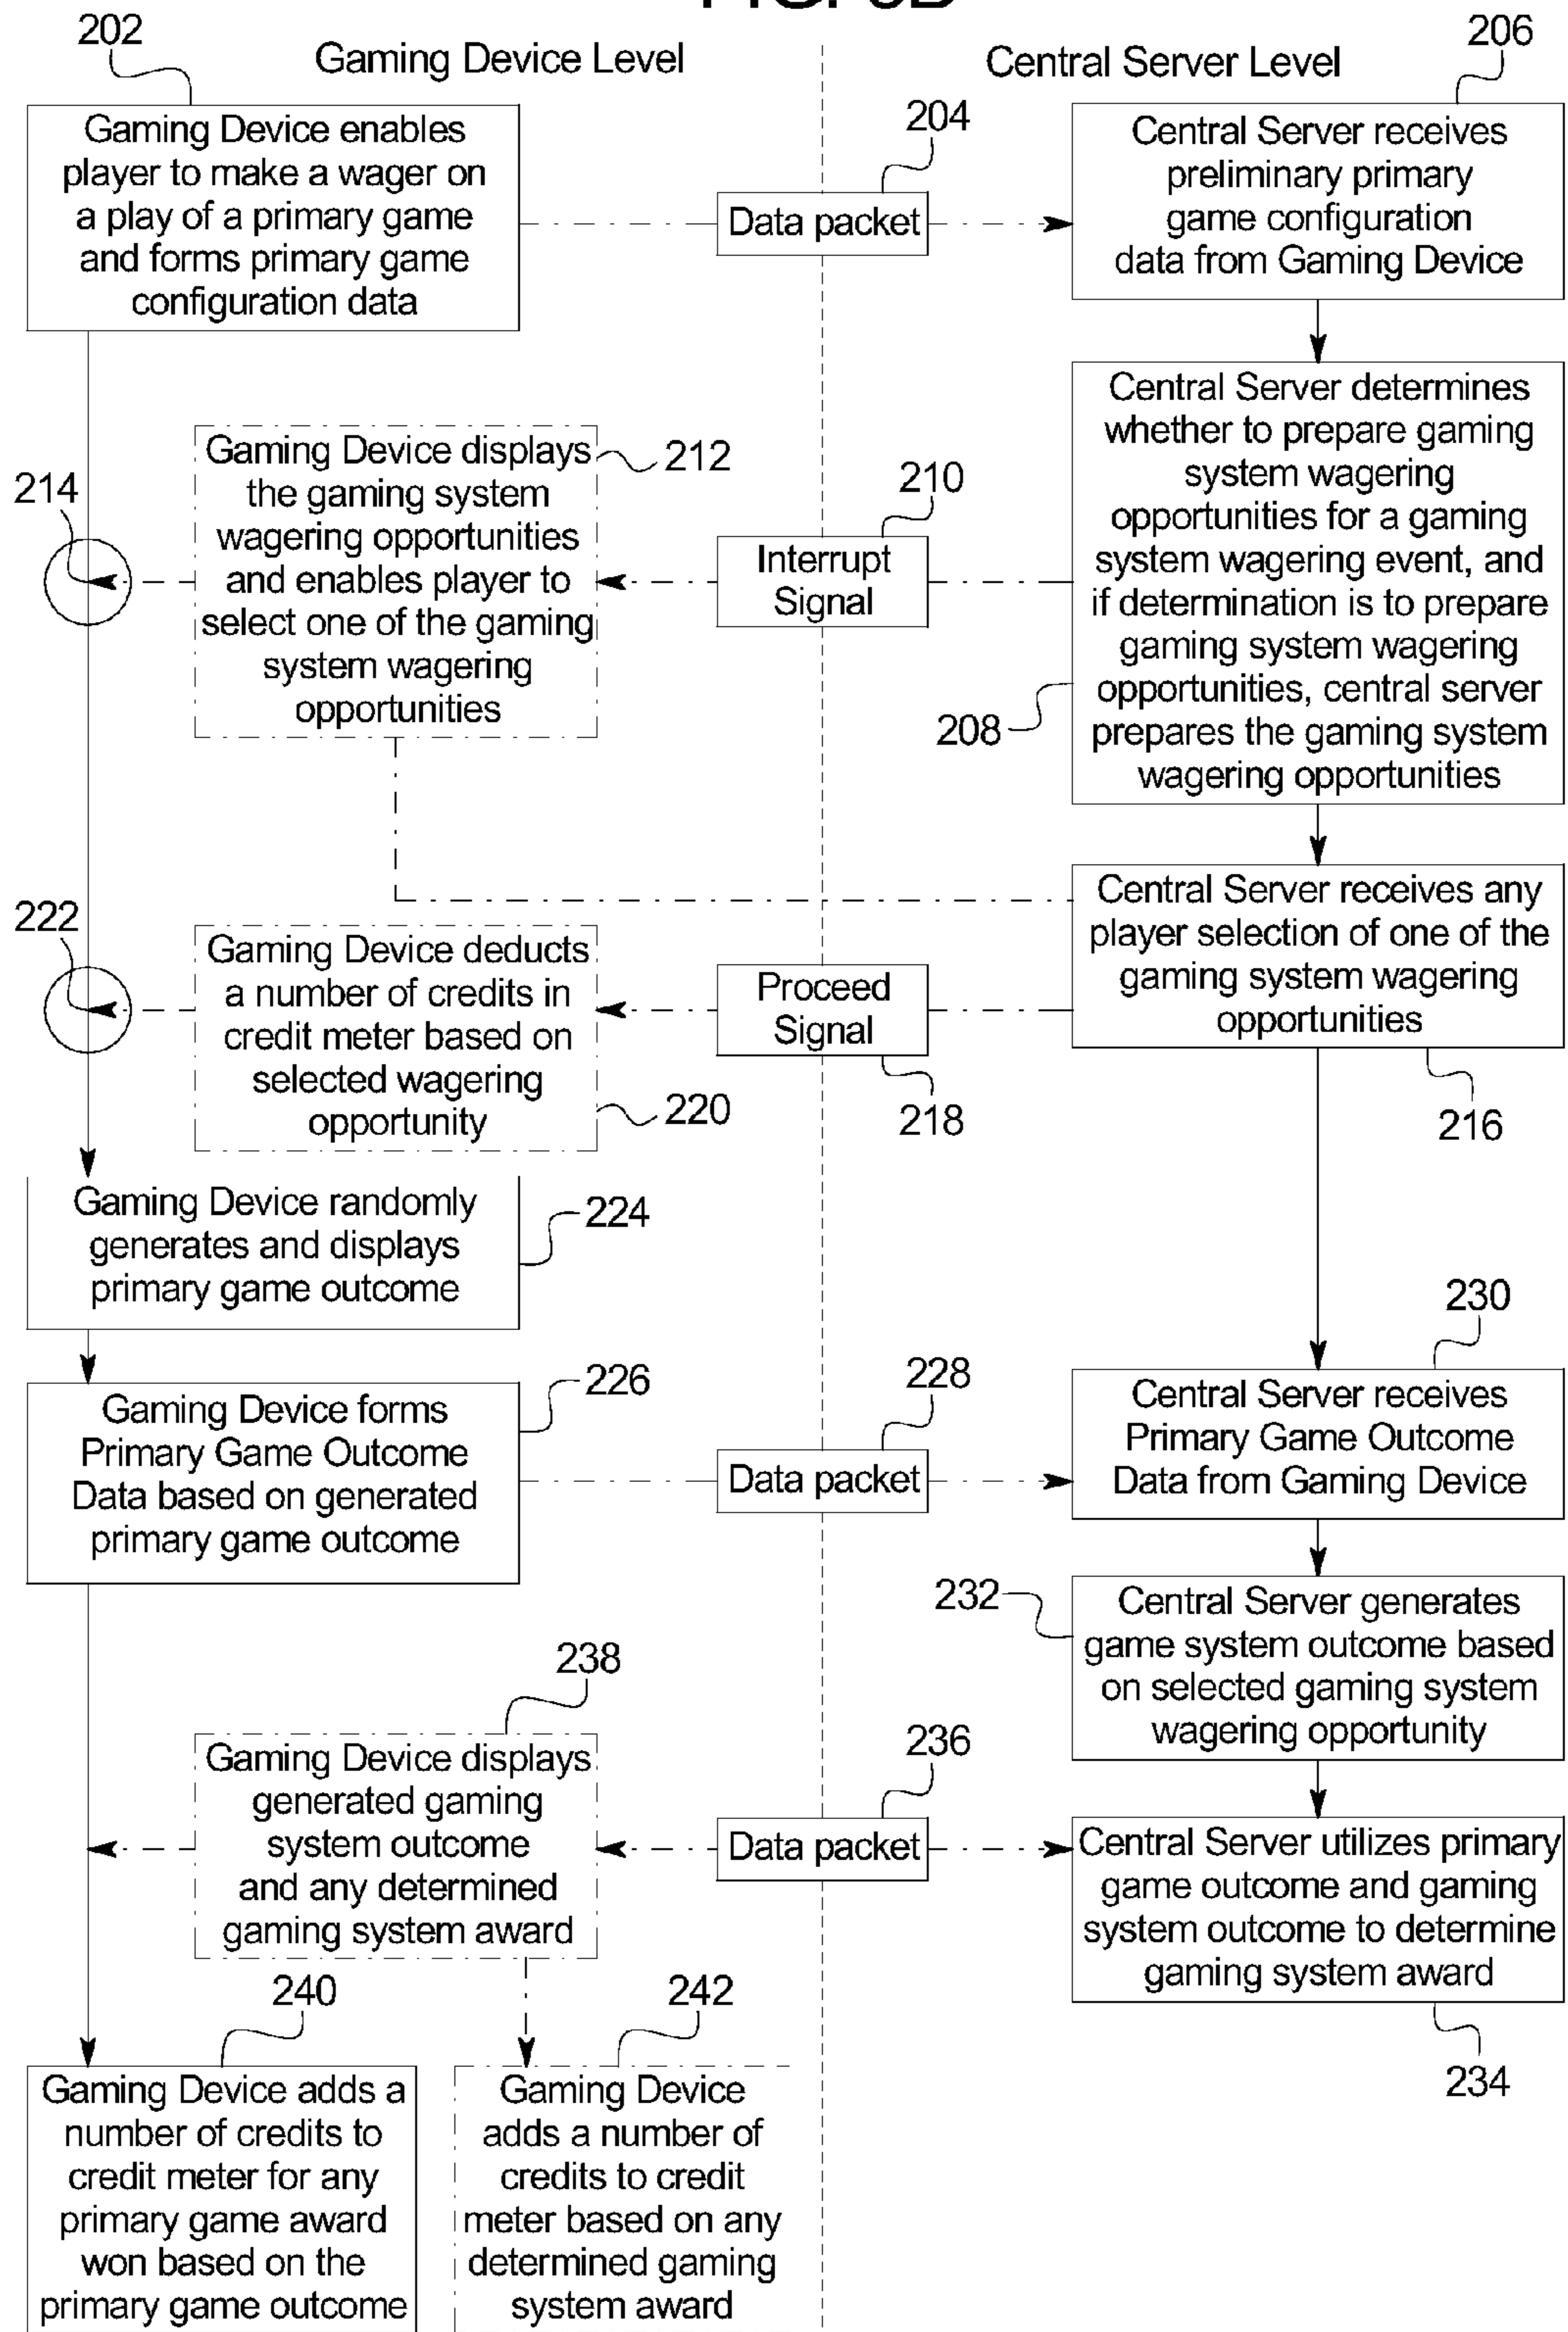 202
Gaming Device Level
Central Server Level
206
Gaming Device enables
player to make a wager on
a play of a primary game
and forms primary game
configuration data
204
Data packet
Central Server receives
preliminary primary
game configuration
data from Gaming Device
Central Server determines
whether to prepare gaming
system wagering
opportunities for a gaming
system wagering event, and
if determination is to prepare
gaming system wagering
opportunities, central server
prepares the gaming system
wagering opportunities
208
210
Interrupt
Signal
Gaming Device displays
the gaming system
wagering opportunities
and enables player to
select one of the gaming
system wagering
opportunities
212
214
Central Server receives any
player selection of one of the
gaming system wagering
opportunities
216
Proceed
Signal
218
Gaming Device deducts
a number of credits in
credit meter based on
selected wagering
opportunity
220
222
Gaming Device randomly
generates and displays
primary game outcome
224
Gaming Device forms
Primary Game Outcome
Data based on generated
primary game outcome
226
228
Data packet
230
Central Server receives
Primary Game Outcome
Data from Gaming Device
232
Central Server generates
game system outcome based
on selected gaming system
wagering opportunity
Central Server utilizes primary
game outcome and gaming
system outcome to determine
gaming system award
234
236
Data packet
238
Gaming Device displays
generated gaming
system outcome
and any determined
gaming system award
240
Gaming Device adds a
number of credits to
credit meter for any
primary game award
won based on the
primary game outcome
242
Gaming Device
adds a number of
credits to credit
meter based on any
determined gaming
system award